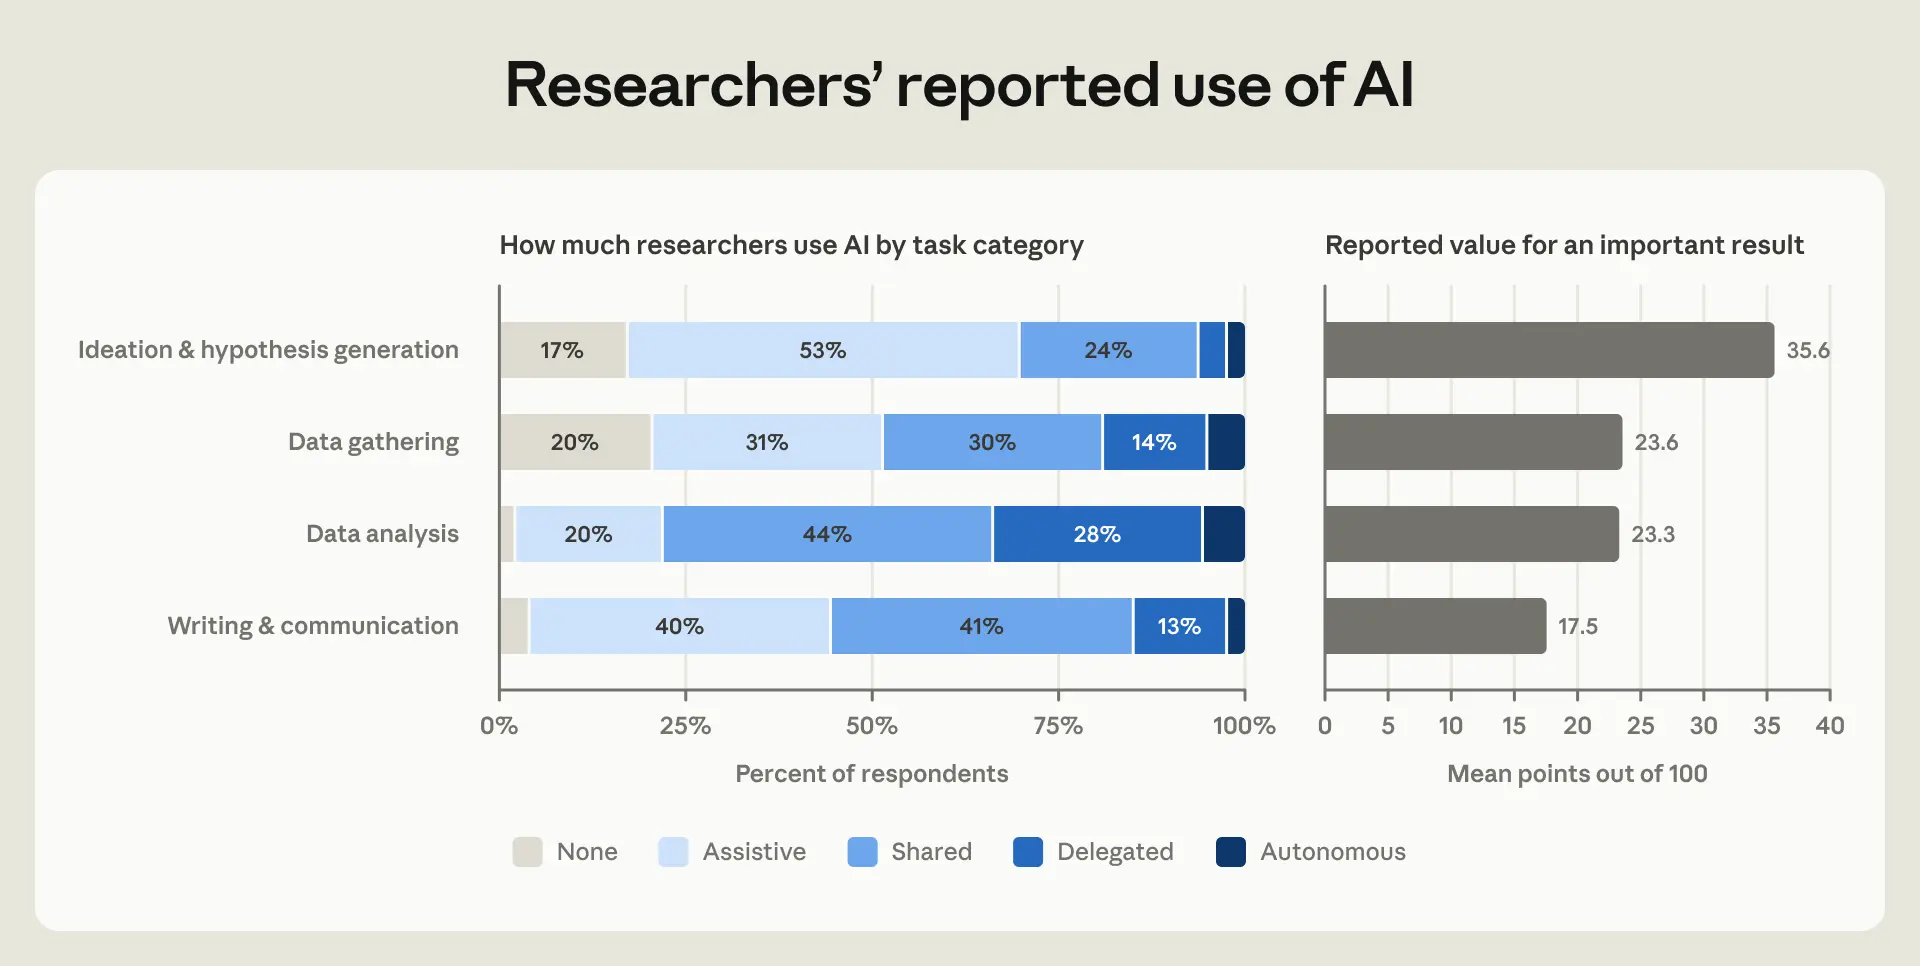 Researchers’ reported use of AI
How much researchers use AI by task category
Reported value for an important result
Ideation & hypothesis generation
17%
53%
24%
35.6
Data gathering
20%
31%
30%
14%
23.6
Data analysis
20%
44%
28%
23.3
Writing & communication
40%
41%
13%
17.5
0%
25%
50%
75%
100%
0
5
10
15
20
25
30
35
40
Percent of respondents
Mean points out of 100
None
Assistive
Shared
Delegated
Autonomous